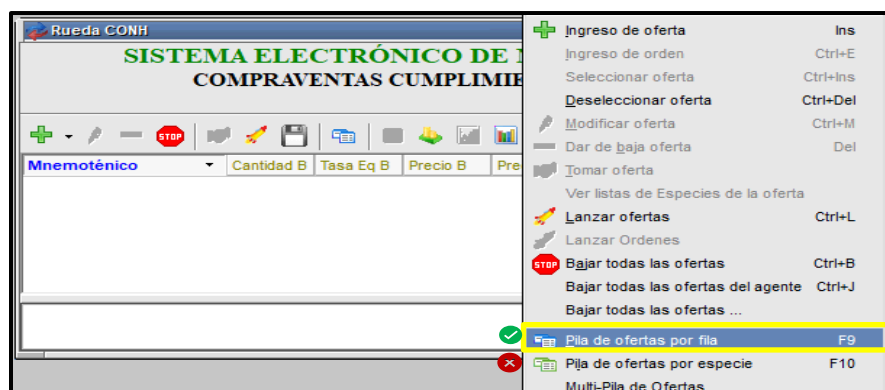 Rueda CONH
SISTEMA ELECTRÓNICO DE
COMPRAVENTAS CUMPLIMIE
STOP
Mnemoténico Cantidad B Tasa Eq B Precio B Pre
Ingreso de oferta Ins
Ingreso de orden Ctrl+E
Seleccionar oferta Ctrl+Ins
Deseleccionar oferta Ctrl+Del
Modificar oferta Ctrl+M
Dar de baja oferta Del
Tomar oferta
Ver listas de Especies de la oferta
Lanzar ofertas Ctrl+L
Lanzar Ordenes
STOP Bajar todas las ofertas Ctrl+B
Bajar todas las ofertas del agente Ctrl+J
Bajar todas las ofertas ...
Pila de ofertas por fila F9
Pila de ofertas por especie F10
Multi-Pila de Ofertas